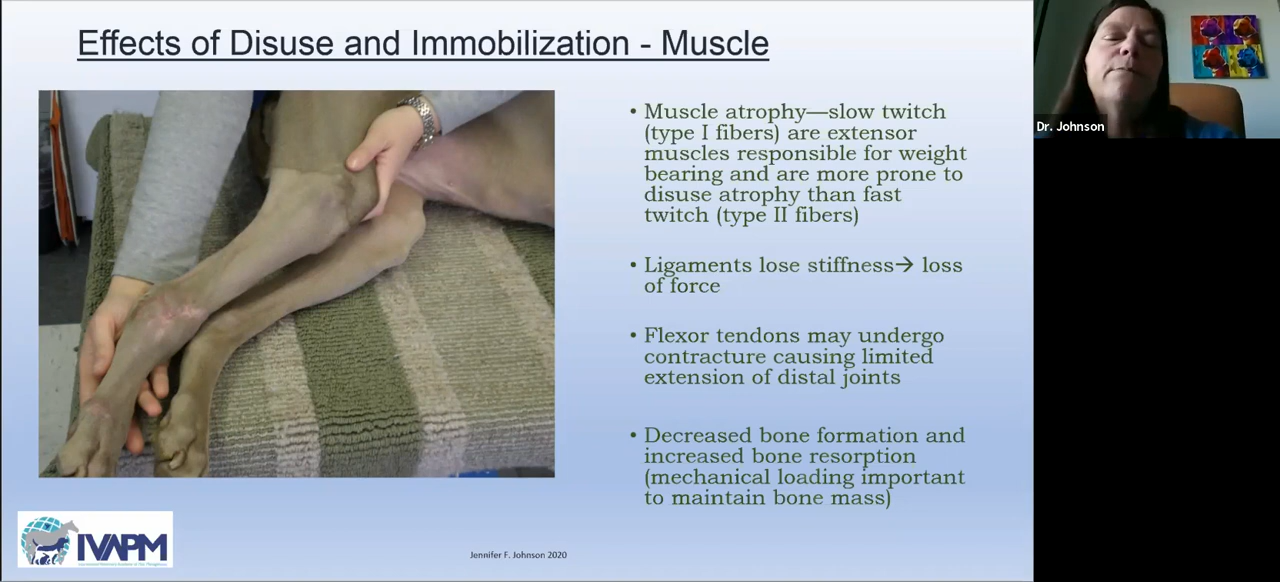 Effects of Disuse and Immobilization - Muscle
• Muscle atrophy—slow twitch
(type I fibers) are extensor
muscles responsible for weight
bearing and are more prone to
disuse atrophy than fast
twitch (type II fibers)
• Ligaments lose stiffness→ loss
of force
• Flexor tendons may undergo
contracture causing limited
extension of distal joints
• Decreased bone formation and
increased bone resorption
(mechanical loading important
to maintain bone mass)
IVAPM
Jennifer F. Johnson 2020
Dr. Johnson